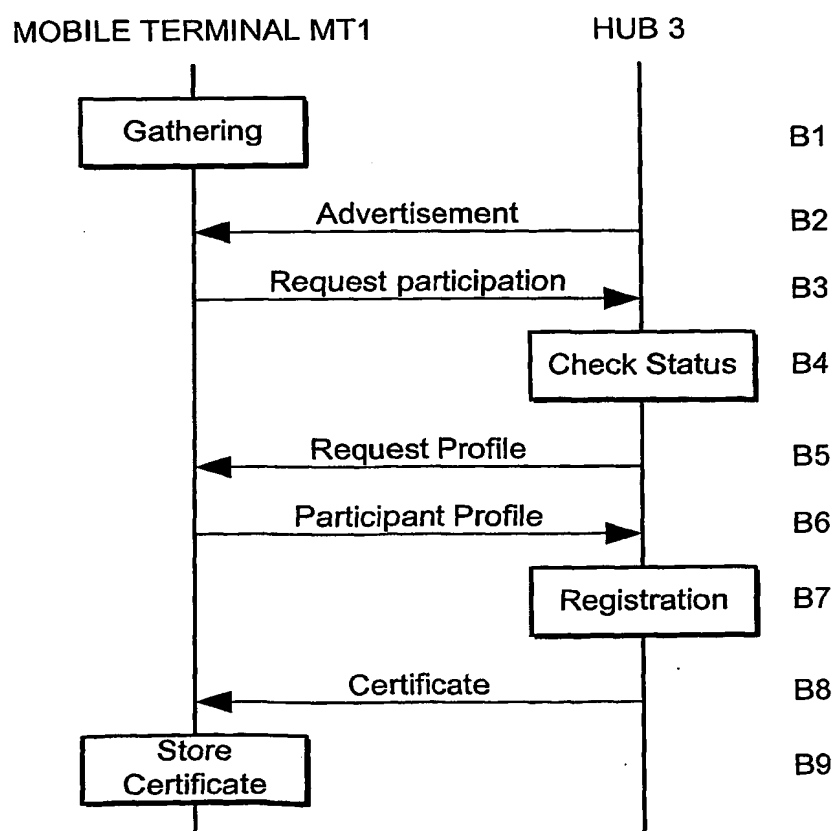 MOBILE TERMINAL MT1 HUB 3
Gathering B1
Advertisement B2
Request participation B3
Check Status B4
Request Profile B5
Participant Profile B6
Registration B7
Certificate B8
Store
Certificate B9